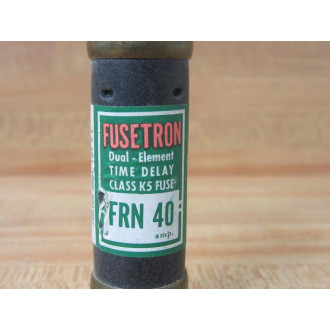 FUSETRON
Dual - Element
TIME DELAY
CLASS K5 FUSE
FRN 40
amp.